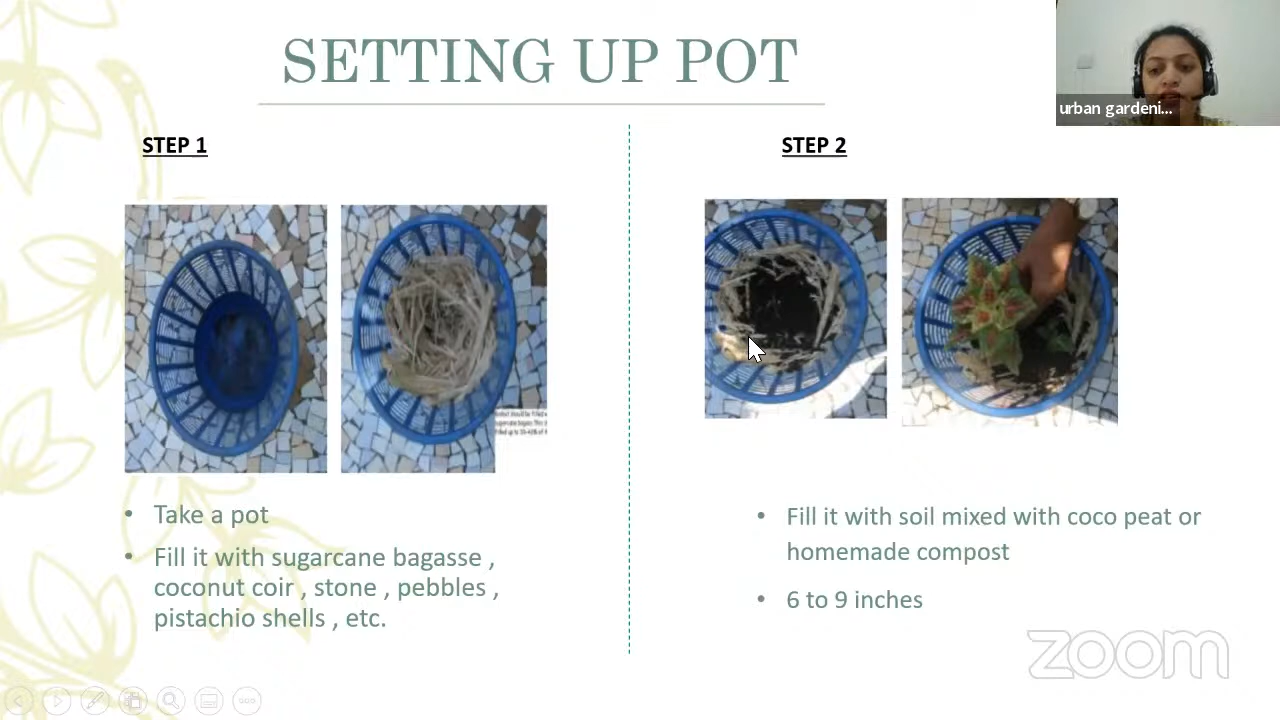 SETTING UP POT
urban gardeni...
STEP 1
STEP 2
• Take a pot
• Fill it with sugarcane bagasse ,
coconut coir , stone , pebbles ,
pistachio shells , etc.
• Fill it with soil mixed with coco peat or
homemade compost
• 6 to 9 inches
zoom